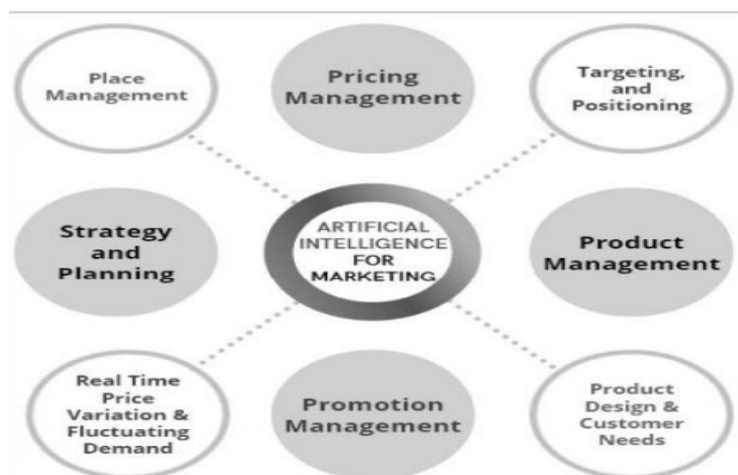 Place
Management
Pricing
Management
Targeting,
and
Positioning
Strategy
and
Planning
ARTIFICIAL
INTELLIGENCE
FOR
MARKETING
Product
Management
Real Time
Price
Variation &
Fluctuating
Demand
Promotion
Management
Product
Design &
Customer
Needs